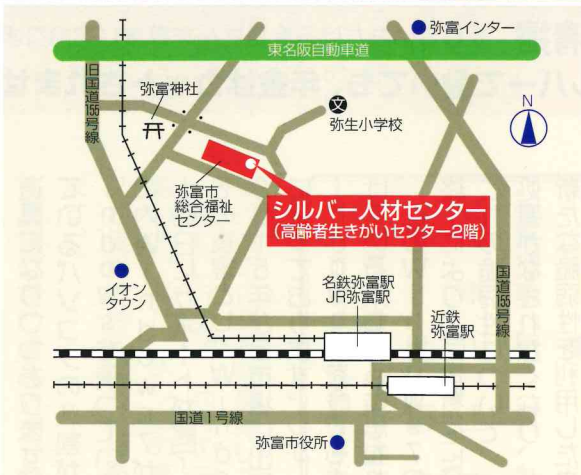 弥富インター
東名阪自動車道
旧国道155号線
弥富神社
文
弥生小学校
N
弥富市
総合福祉
センター
シルバー人材センター
(高齢者生きがいセンター2階)
イオン
タウン
名鉄弥富駅
JR弥富駅
近鉄
弥富駅
国道155号線
国道1号線
弥富市役所